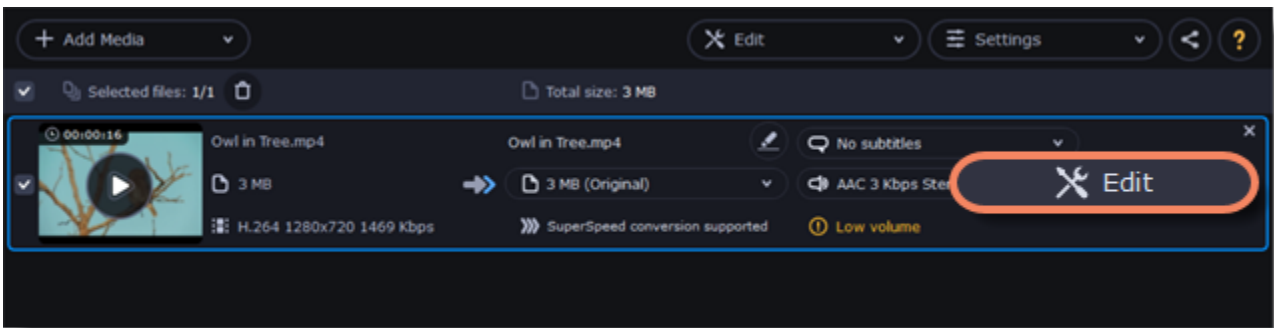 + Add Media
Edit
Settings
?
Selected files: 1/1
Total size: 3 MB
00:00:16
Owl in Tree.mp4
Owl in Tree.mp4
No subtitles
3 MB
3 MB (Original)
AAC 3 Kbps Ster
Edit
H.264 1280x720 1469 Kbps
SuperSpeed conversion supported
Low volume